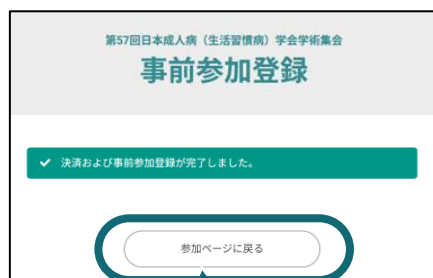 第57回日本成人病（生活習慣病）学会学術集会
事前参加登録
決済および事前参加登録が完了しました。
参加ページに戻る